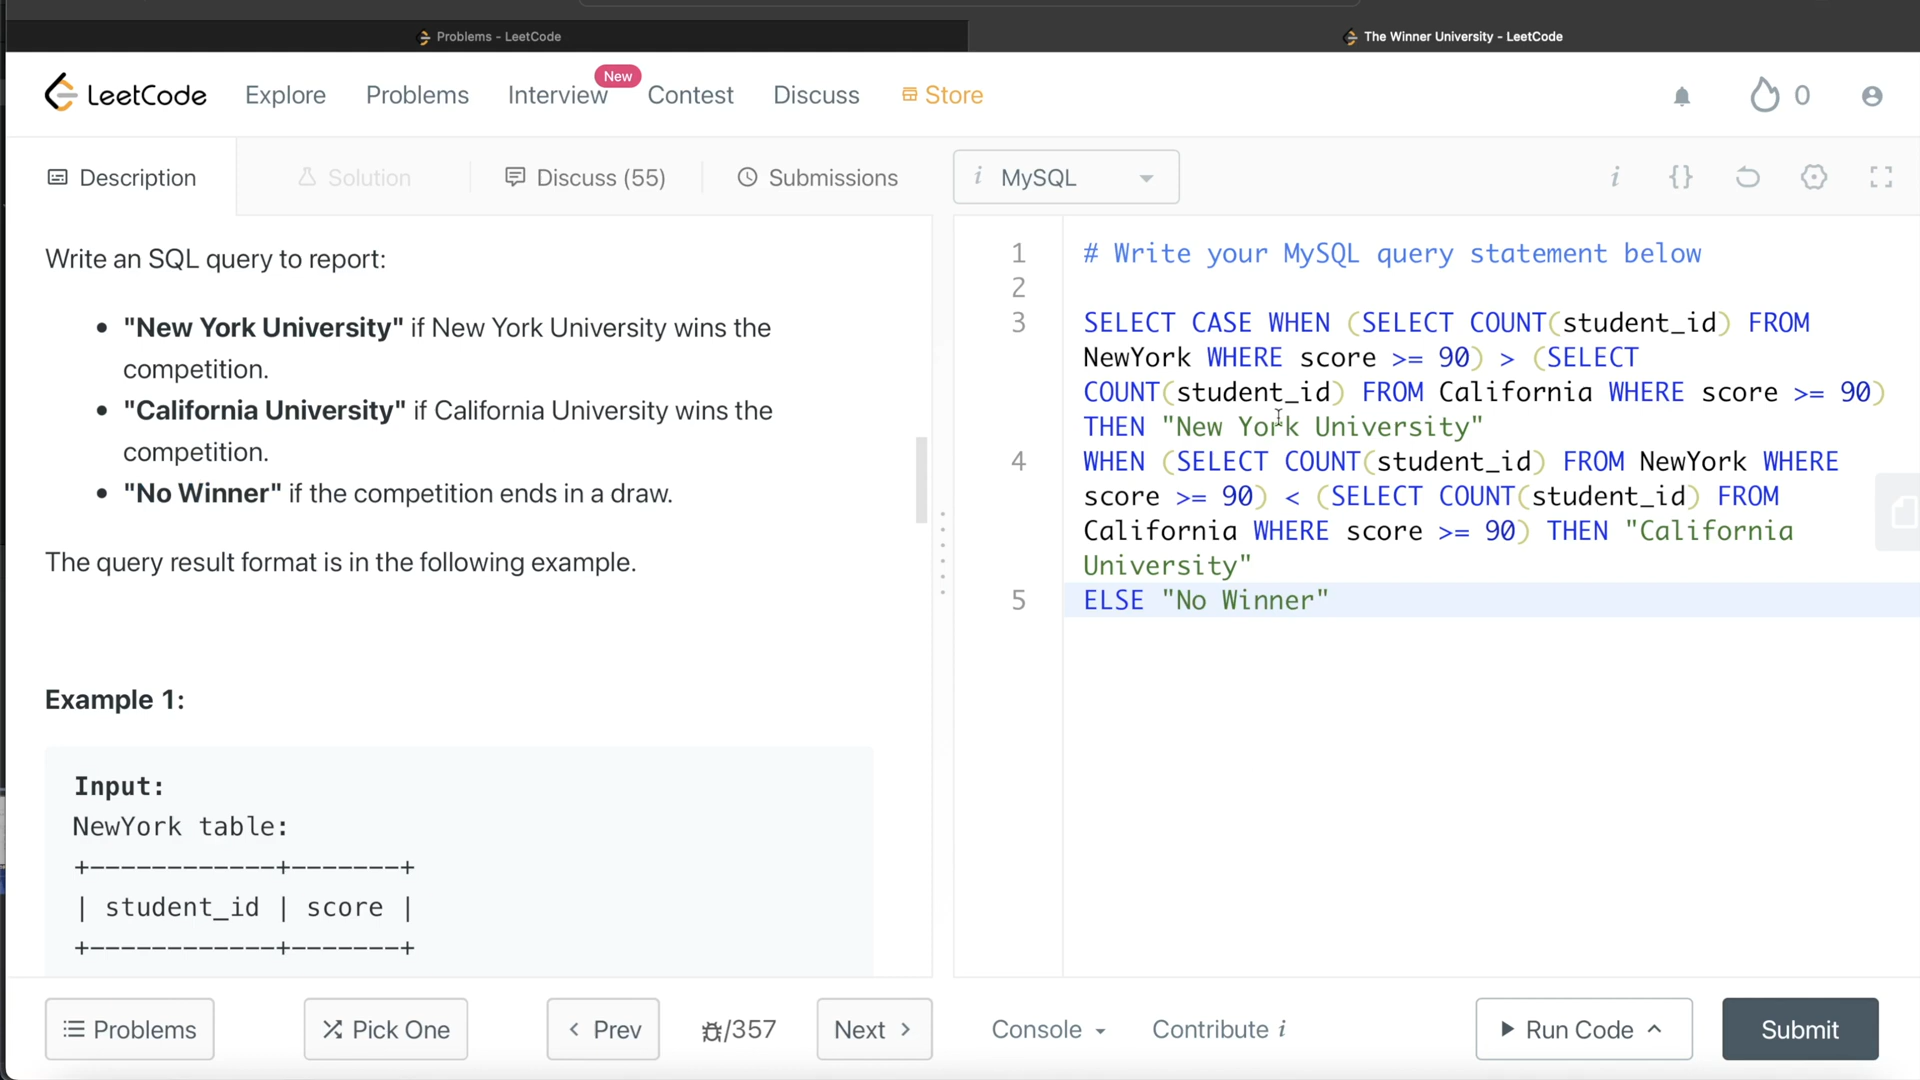 Problems - LeetCode
The Winner University - LeetCode
LeetCode
Explore
Problems
Interview
New
Contest
Discuss
Store
0
Description
Solution
Discuss (55)
Submissions
i MySQL
i {}
Write an SQL query to report:
• "New York University" if New York University wins the
competition.
• "California University" if California University wins the
competition.
• "No Winner" if the competition ends in a draw.
The query result format is in the following example.
Example 1:
Input:
NewYork table:
+------------+-------+
| student_id | score |
+------------+-------+
1 # Write your MySQL query statement below
2
3 SELECT CASE WHEN (SELECT COUNT(student_id) FROM
NewYork WHERE score >= 90) > (SELECT
COUNT(student_id) FROM California WHERE score >= 90)
THEN "New York University"
4 WHEN (SELECT COUNT(student_id) FROM NewYork WHERE
score >= 90) < (SELECT COUNT(student_id) FROM
California WHERE score >= 90) THEN "California
University"
5 ELSE "No Winner"
Problems
Pick One
< Prev
/357
Next >
Console
Contribute i
Run Code
Submit